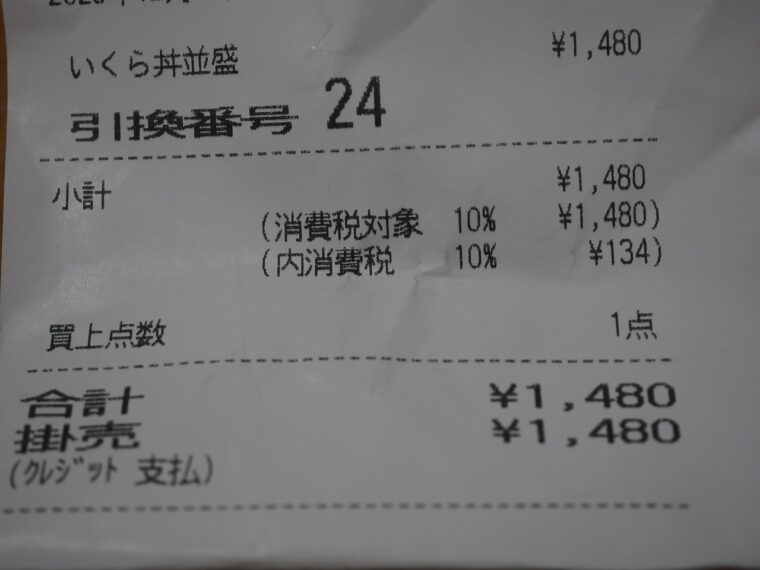 いくら丼並盛 ¥1,480
引換番号 24
小計 ¥1,480
(消費税対象 10% ¥1,480)
(内消費税 10% ¥134)
買上点数 1点
合計 ¥1,480
掛売 ¥1,480
(クレジット 支払)